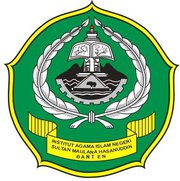 INSTITUT AGAMA ISLAM NEGERI
SULTAN MAULANA HASANUDDIN
BANTEN